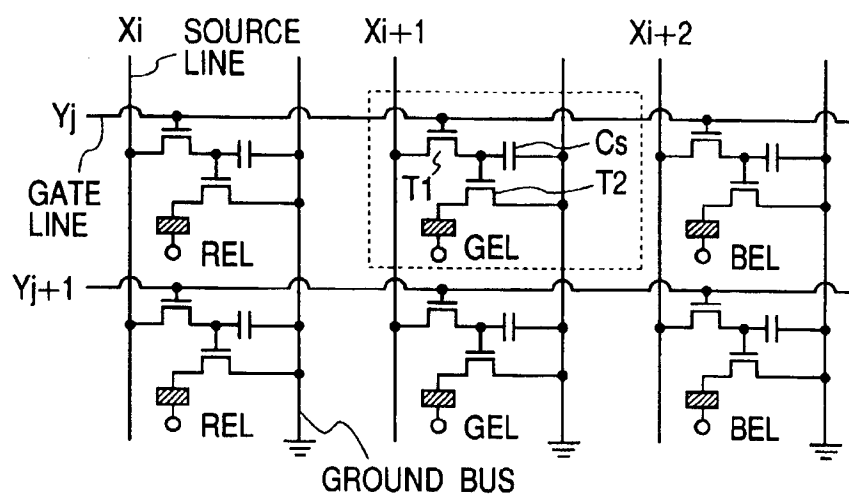 Xi
SOURCE
LINE
Xi+1
Xi+2
Yj
GATE
LINE
T1
Cs
T2
REL
GEL
BEL
Yj+1
REL
GEL
BEL
GROUND BUS